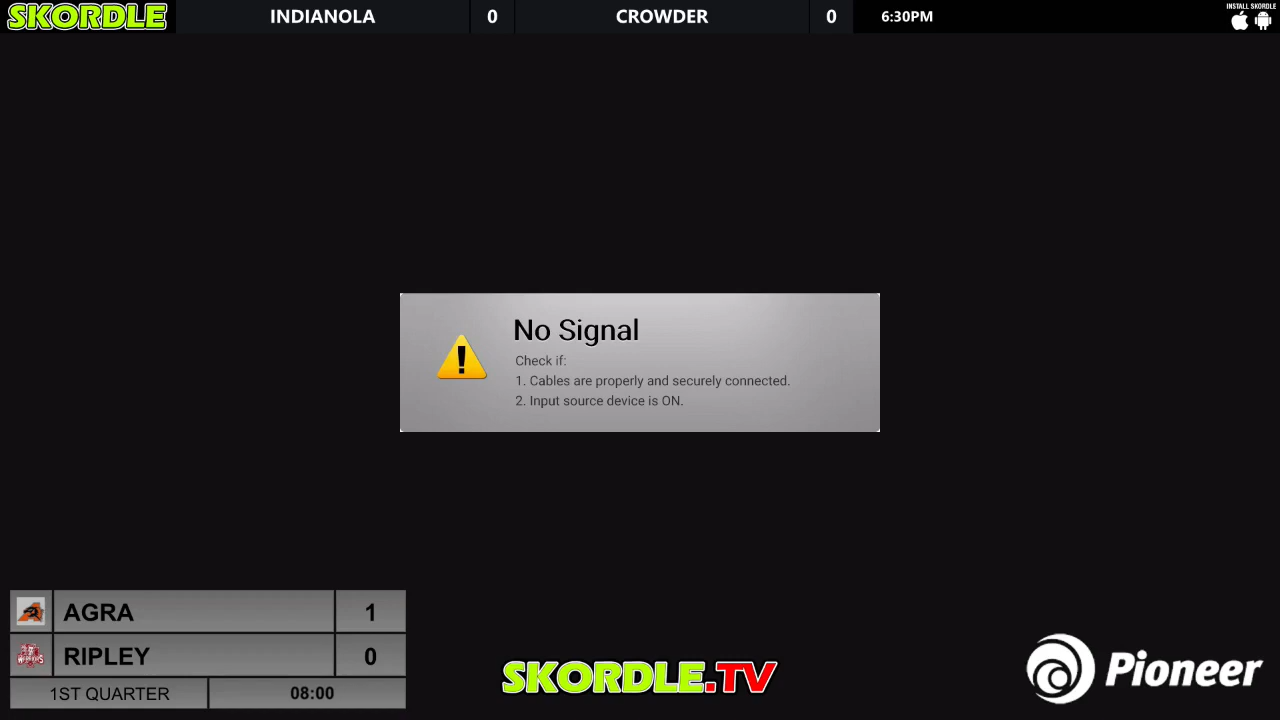 SKORDLE
INDIANOLA 0 CROWDER 0 6:30PM
INSTALL SKORDLE
No Signal
Check if:
1. Cables are properly and securely connected.
2. Input source device is ON.
AGRA 1
RIPLEY 0
1ST QUARTER 08:00
SKORDLE.TV
Pioneer